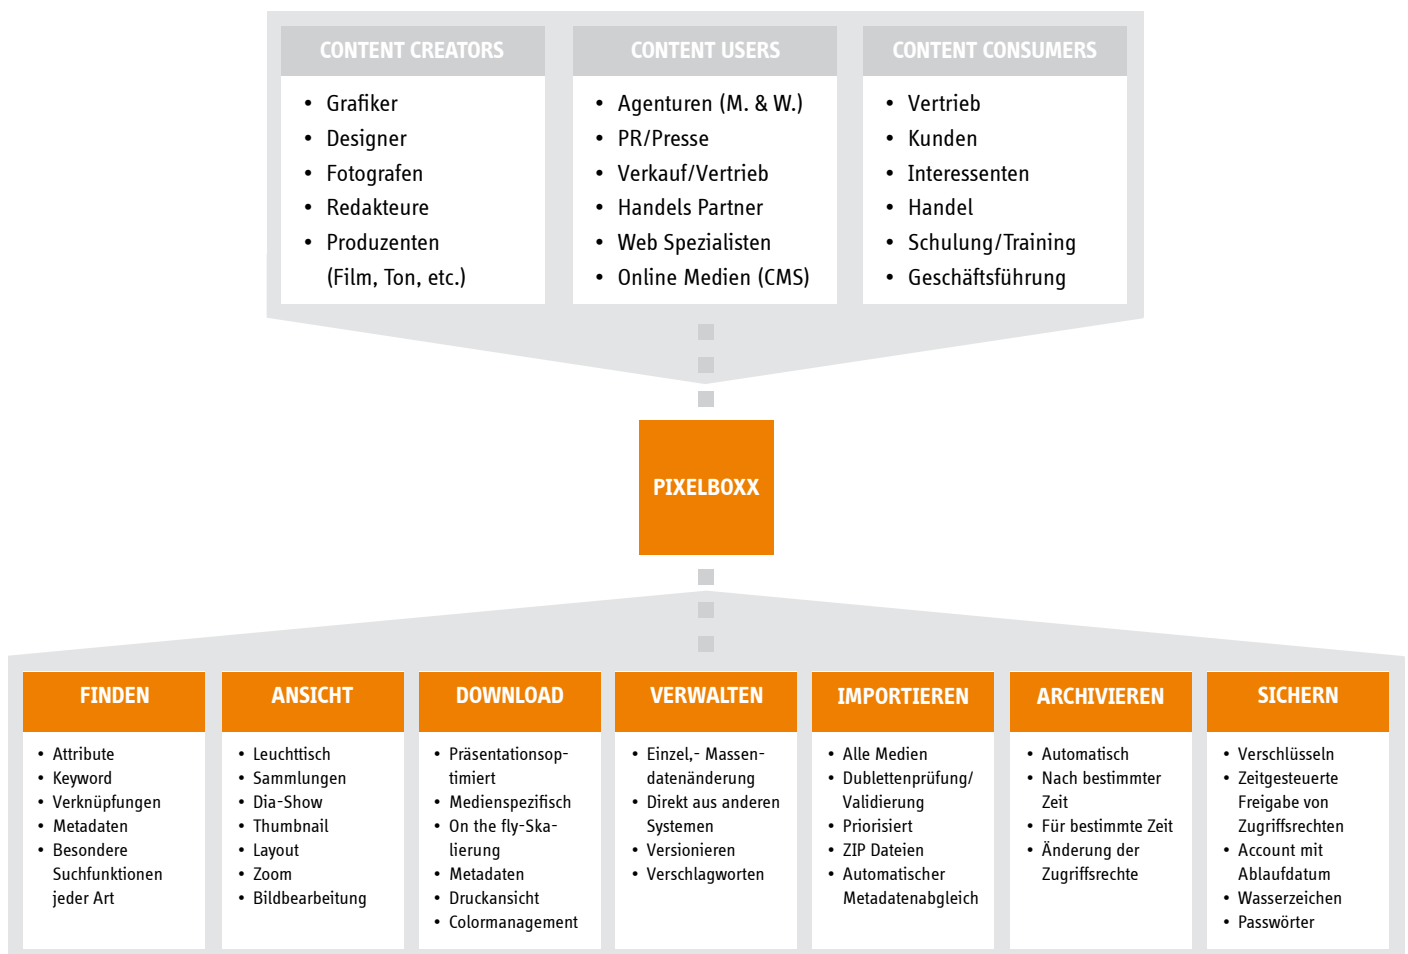 CONTENT CREATORS
• Grafiker
• Designer
• Fotografen
• Redakteure
• Produzenten
(Film, Ton, etc.)
CONTENT USERS
• Agenturen (M. & W.)
• PR/Presse
• Verkauf/Vertrieb
• Handels Partner
• Web Spezialisten
• Online Medien (CMS)
CONTENT CONSUMERS
• Vertrieb
• Kunden
• Interessenten
• Handel
• Schulung/Training
• Geschäftsführung
PIXELBOXX
FINDEN
• Attribute
• Keyword
• Verknüpfungen
• Metadaten
• Besondere
Suchfunktionen
jeder Art
ANSICHT
• Leuchttisch
• Sammlungen
• Dia-Show
• Thumbnail
• Layout
• Zoom
• Bildbearbeitung
DOWNLOAD
• Präsentationsop-
timiert
• Medienspezifisch
• On the fly-Ska-
lierung
• Metadaten
• Druckansicht
• Colormanagement
VERWALTEN
• Einzel,- Massen-
datenänderung
• Direkt aus anderen
Systemen
• Versionieren
• Verschlagworten
IMPORTIEREN
• Alle Medien
• Dublettenprüfung/
Validierung
• Priorisiert
• ZIP Dateien
• Automatischer
Metadatenabgleich
ARCHIVIEREN
• Automatisch
• Nach bestimmter
Zeit
• Für bestimmte Zeit
• Änderung der
Zugriffsrechte
SICHERN
• Verschlüsseln
• Zeitgesteuerte
Freigabe von
Zugriffsrechten
• Account mit
Ablaufdatum
• Wasserzeichen
• Passwörter